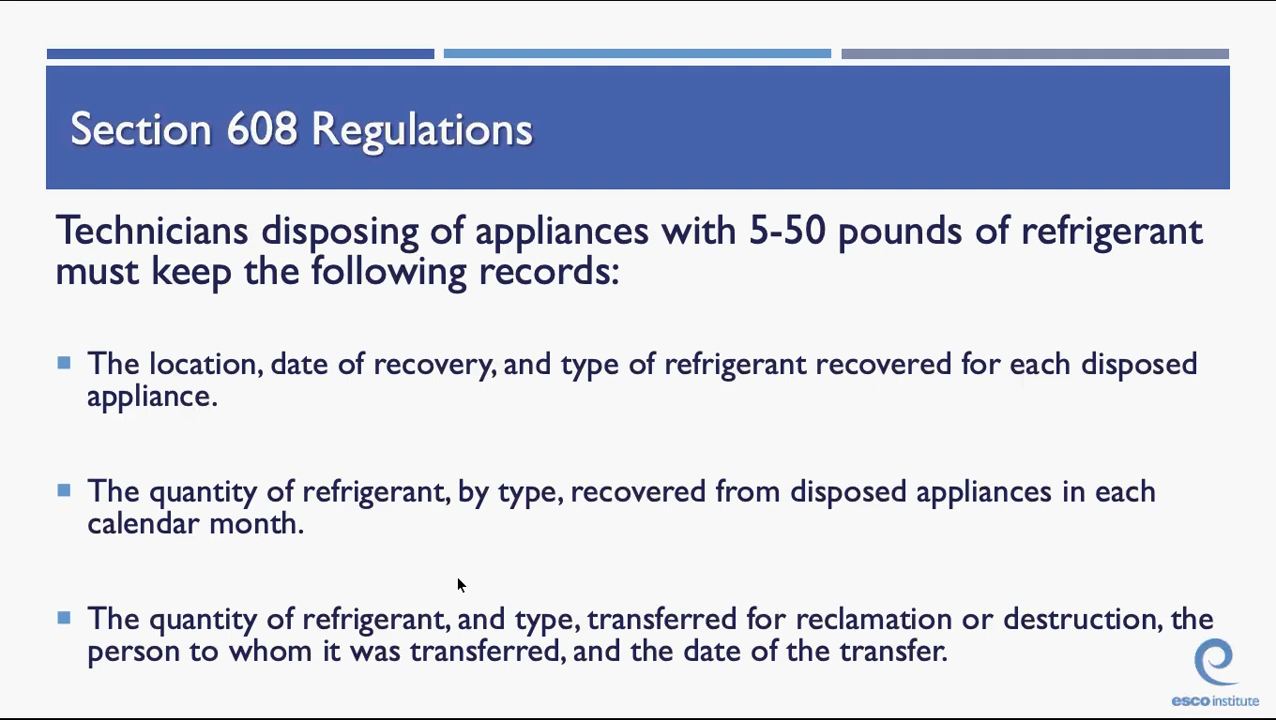 Section 608 Regulations
Technicians disposing of appliances with 5-50 pounds of refrigerant
must keep the following records:
The location, date of recovery, and type of refrigerant recovered for each disposed
appliance.
The quantity of refrigerant, by type, recovered from disposed appliances in each
calendar month.
The quantity of refrigerant, and type, transferred for reclamation or destruction, the
person to whom it was transferred, and the date of the transfer.
esco institute